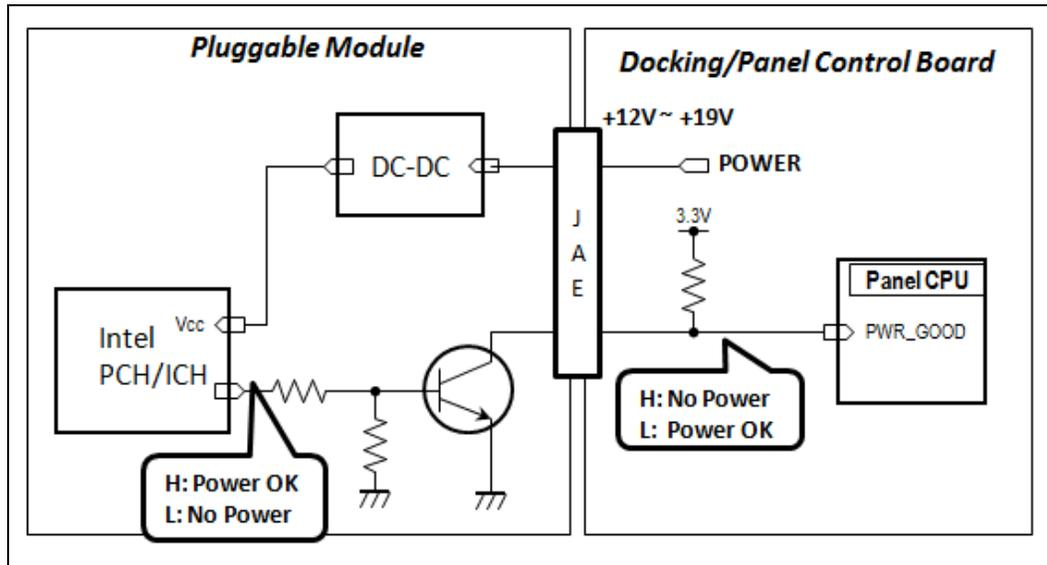 Pluggable Module
Docking/Panel Control Board
+12V ~ +19V
DC-DC
POWER
J
A
E
3.3V
Panel CPU
Vcc
Intel
PCH/ICH
PWR_GOOD
H: No Power
L: Power OK
H: Power OK
L: No Power